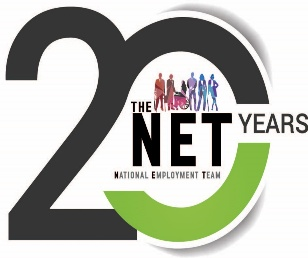 20
THE
NET
YEARS
NATIONAL EMPLOYMENT TEAM